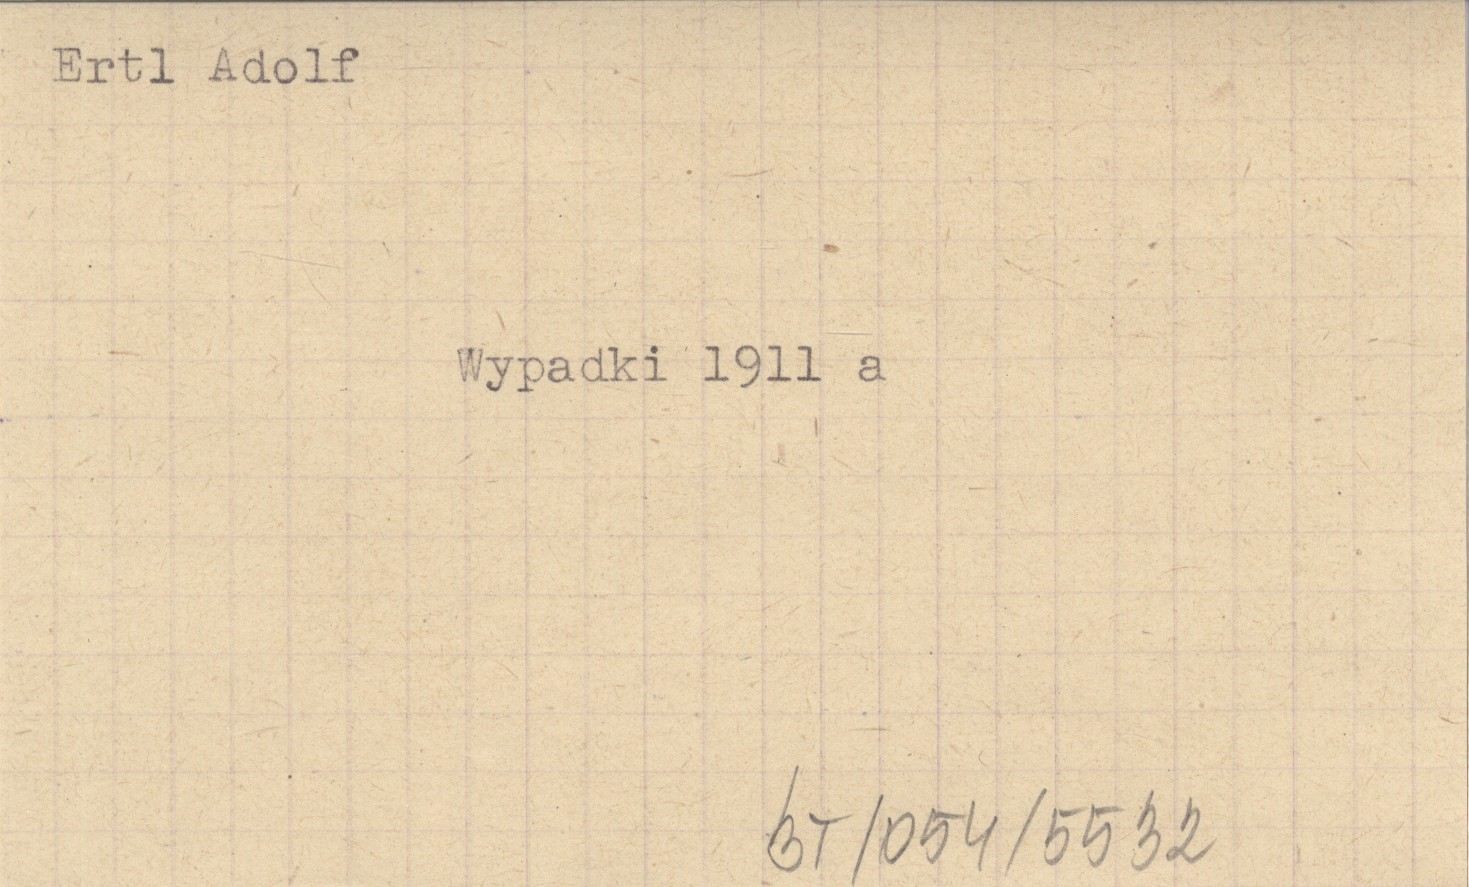 Ertl Adolf
Wypadki 1911 a
GT/054/5532